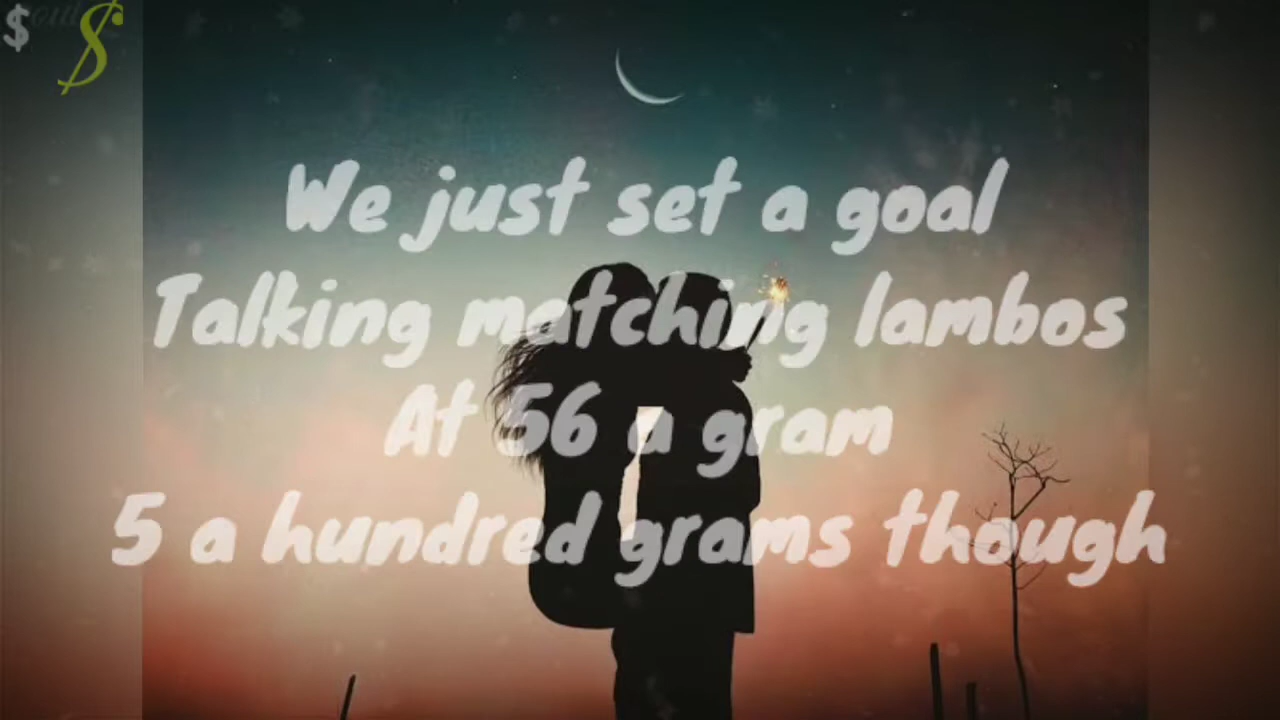 $ $
We just set a goal
Talking matching lambos
At 56 a gram
5 a hundred grams though